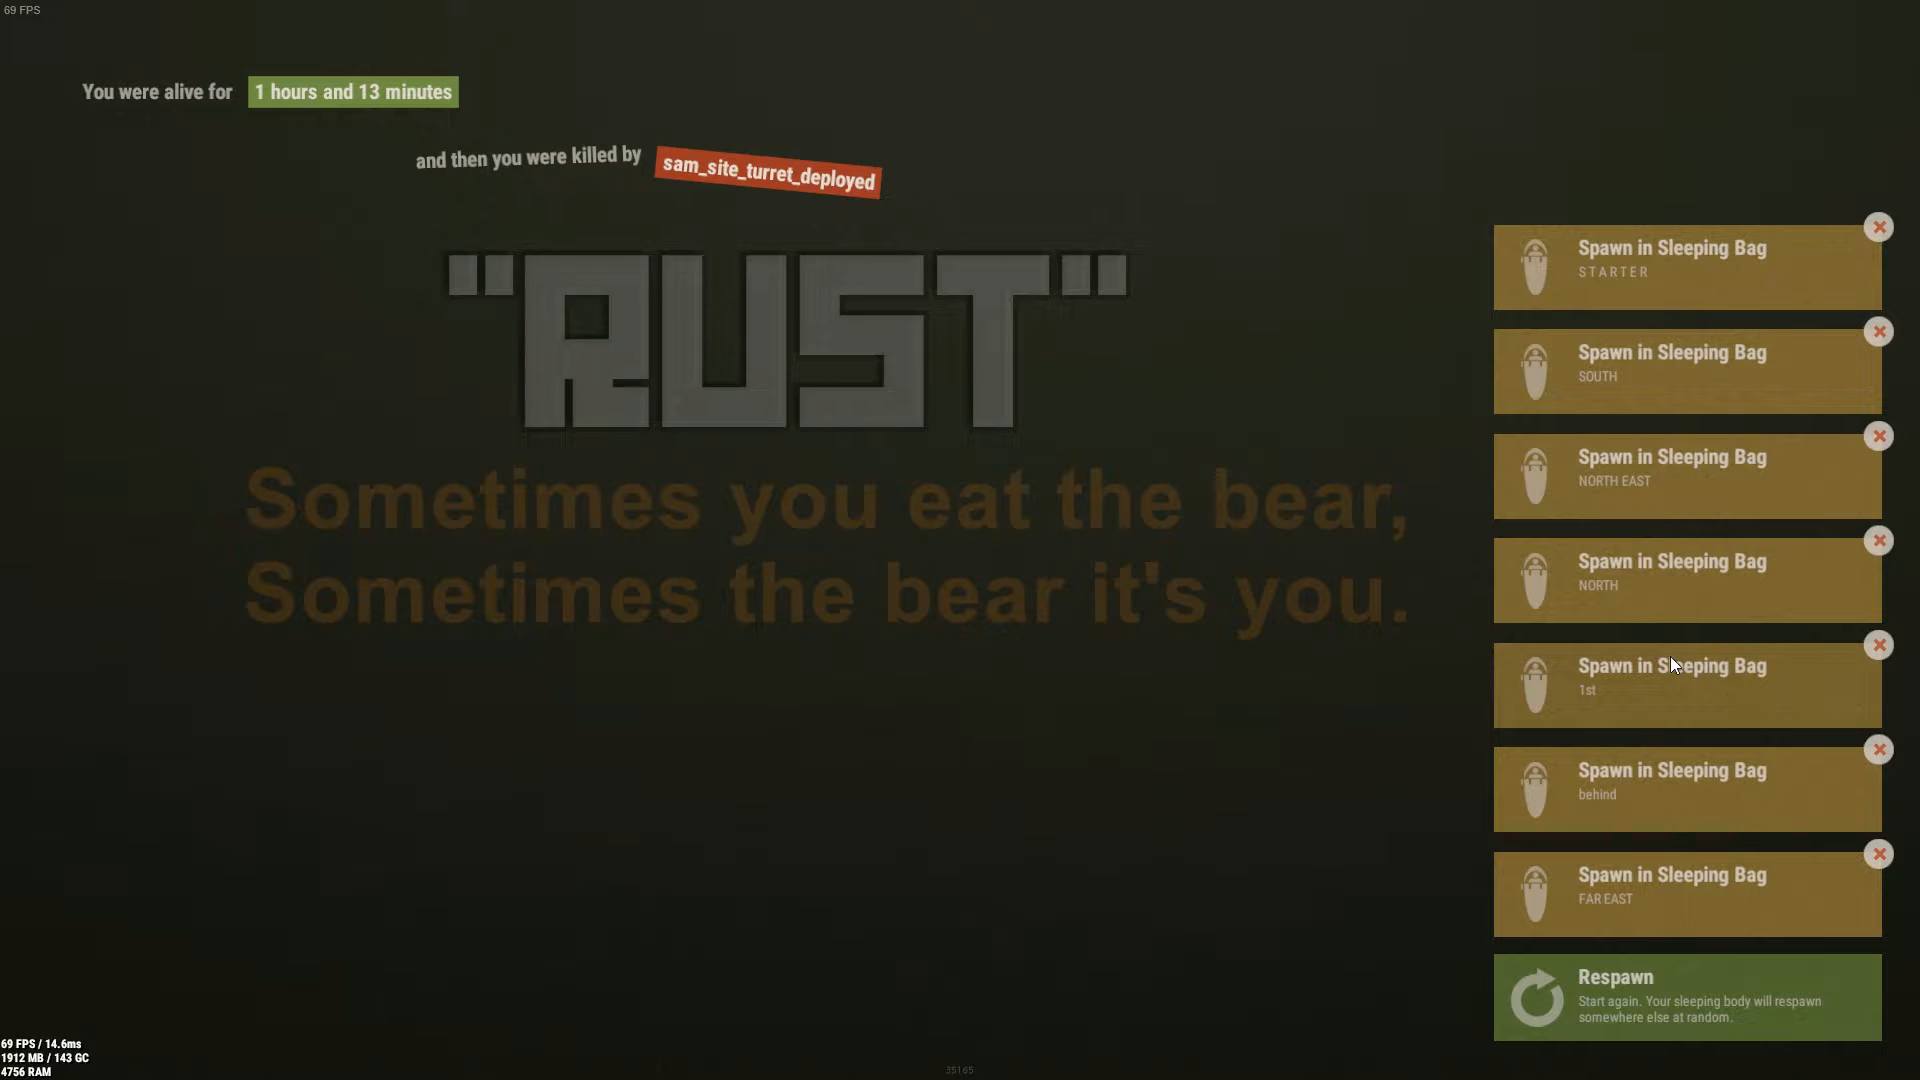 69 FPS
You were alive for 1 hours and 13 minutes
and then you were killed by sam_site_turret_deployed
"RUST"
Sometimes you eat the bear,
Sometimes the bear it's you.
Spawn in Sleeping Bag
STARTER
Spawn in Sleeping Bag
SOUTH
Spawn in Sleeping Bag
NORTH EAST
Spawn in Sleeping Bag
NORTH
Spawn in Sleeping Bag
1st
Spawn in Sleeping Bag
behind
Spawn in Sleeping Bag
FAR EAST
Respawn
Start again. Your sleeping body will respawn
somewhere else at random.
69 FPS / 14.6ms
1912 MB / 143 GC
4756 RAM
35165